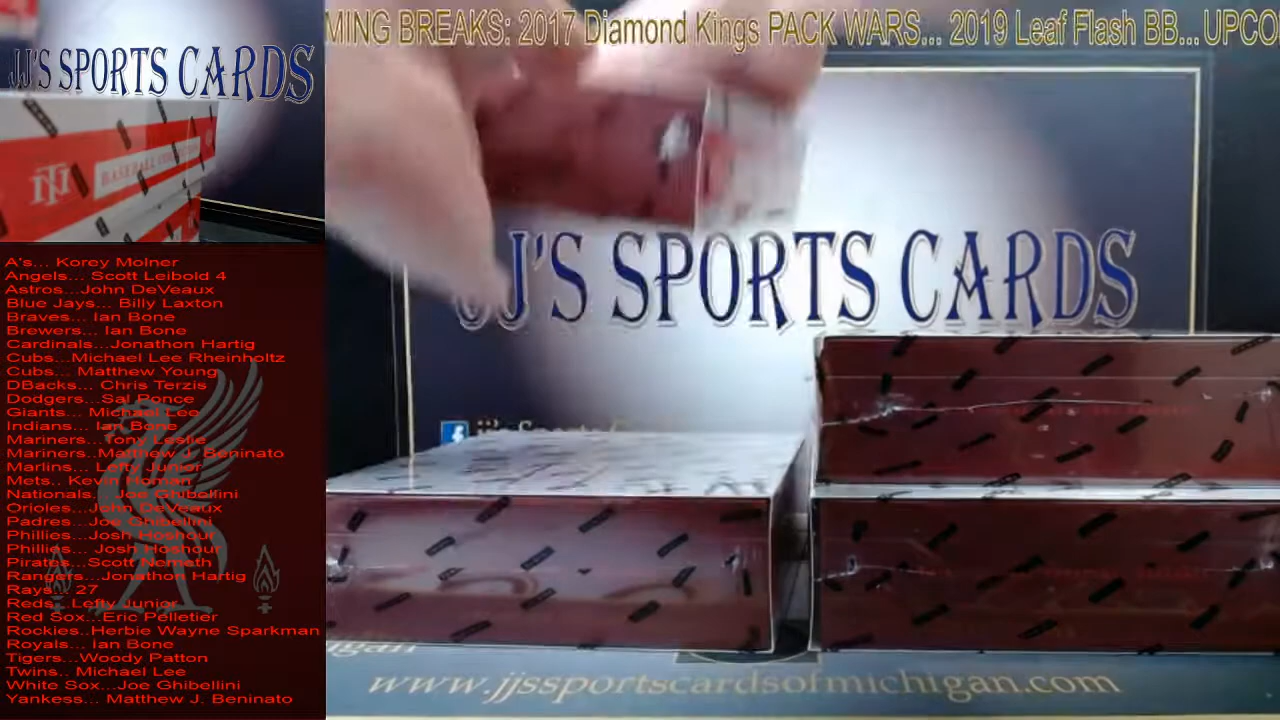 MING BREAKS: 2017 Diamond Kings PACK WARS... 2019 Leaf Flash BB... UPCO
JJ'S SPORTS CARDS
BASEBALL
JJ'S SPORTS CARDS
A's... Korey Molner
Angels... Scott Leibold 4
Astros...John DeVeaux
Blue Jays... Billy Laxton
Braves... Ian Bone
Brewers... Ian Bone
Cardinals...Jonathon Hartig
Cubs...Michael Lee Rheinholtz
Cubs... Matthew Young
DBacks... Chris Terzis
Dodgers...Sal Ponce
Giants... Michael Lee
Indians... Ian Bone
Mariners...Tony Leslie
Mariners..Matthew J. Beninato
Marlins... Lefty Junior
Mets.. Kevin Homan
Nationals... Joe Ghibellini
Orioles...John DeVeaux
Padres...Joe Ghibellini
Phillies... Josh Hoshour
Phillies... Josh Hoshour
Pirates...Scott Nemeth
Rangers...Jonathon Hartig
Rays... 27
Reds...Lefty Junior
Red Sox...Eric Pelletier
Rockies..Herbie Wayne Sparkman
Royals... Ian Bone
Tigers...Woody Patton
Twins.. Michael Lee
White Sox...Joe Ghibellini
Yankess... Matthew J. Beninato
www.jjssportscardsofmichigan.com